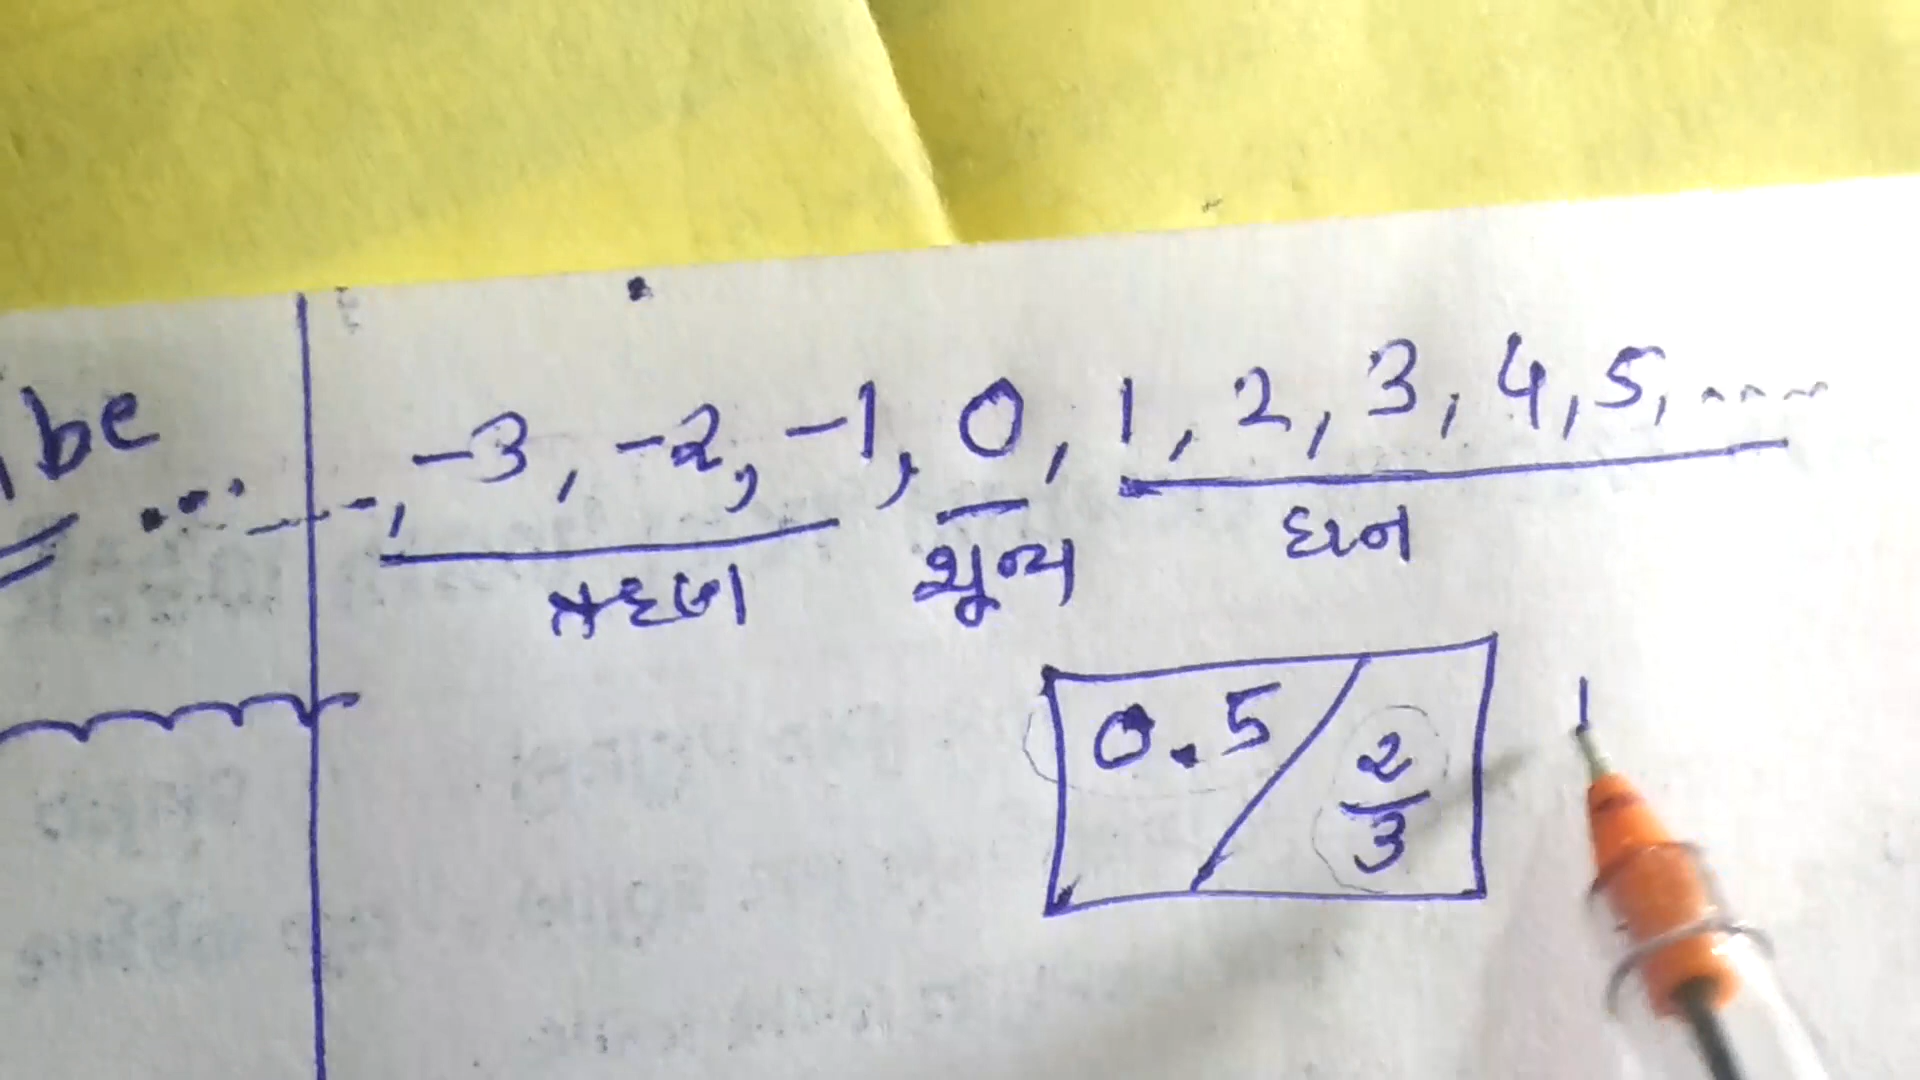 be
....., -3, -2, -1, 0, 1, 2, 3, 4, 5, .....
ઋણ શૂન્ય ધન
0.5 / 2/3